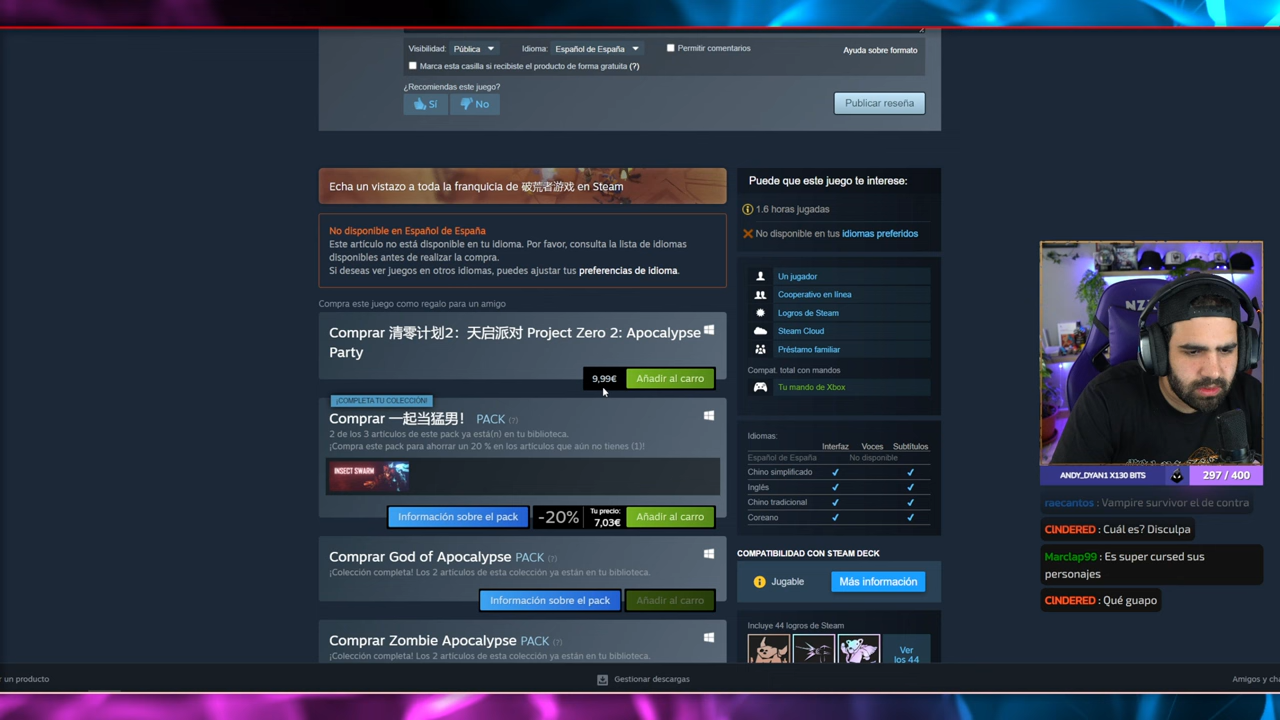 Visibilidad: Pública Idioma: Español de España Permitir comentarios Ayuda sobre formato
Marca esta casilla si recibiste el producto de forma gratuita (?)
¿Recomiendas este juego?
Sí No Publicar reseña
Echa un vistazo a toda la franquicia de 破荒者游戏 en Steam
No disponible en Español de España
Este artículo no está disponible en tu idioma. Por favor, consulta la lista de idiomas
disponibles antes de realizar la compra.
Si deseas ver juegos en otros idiomas, puedes ajustar tus preferencias de idioma.
Compra este juego como regalo para un amigo
Comprar 清零计划2：天启派对 Project Zero 2: Apocalypse
Party
9,99€ Añadir al carro
¡COMPLETA TU COLECCIÓN!
Comprar 一起当猛男！ PACK (?)
2 de los 3 artículos de este pack ya está(n) en tu biblioteca.
¡Compra este pack para ahorrar un 20 % en los artículos que aún no tienes (1)!
INSECT SWARM
Información sobre el pack -20% Tu precio: 7,03€ Añadir al carro
Comprar God of Apocalypse PACK (?)
¡Colección completa! Los 2 artículos de esta colección ya están en tu biblioteca.
Información sobre el pack Añadir al carro
Comprar Zombie Apocalypse PACK (?)
¡Colección completa! Los 2 artículos de esta colección ya están en tu biblioteca.
Puede que este juego te interese:
1.6 horas jugadas
No disponible en tus idiomas preferidos
Un jugador
Cooperativo en línea
Logros de Steam
Steam Cloud
Préstamo familiar
Compat. total con mandos
Tu mando de Xbox
Idiomas:
Interfaz Voces Subtítulos
Español de España No disponible
Chino simplificado ✔ ✔
Inglés ✔ ✔
Chino tradicional ✔ ✔
Coreano ✔ ✔
COMPATIBILIDAD CON STEAM DECK
Jugable Más información
Incluye 44 logros de Steam
Ver
los 44
NZ
ANDY_DYAN1 X130 BITS 297 / 400
raecantos : Vampire survivor el de contra
C1NDERED : Cuál es? Disculpa
Marclap99 : Es super cursed sus
personajes
C1NDERED : Qué guapo
r un producto Gestionar descargas Amigos y cha